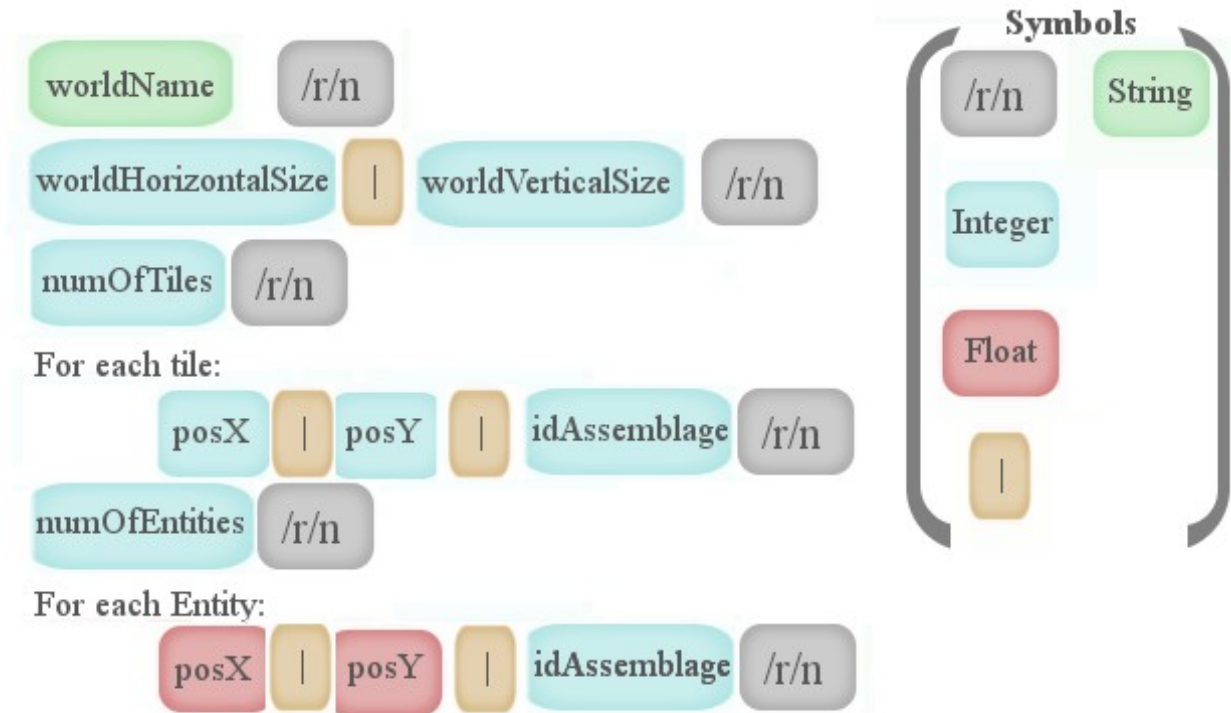 worldName /r/n
worldHorizontalSize | worldVerticalSize /r/n
numOfTiles /r/n
For each tile:
posX | posY | idAssemblage /r/n
numOfEntities /r/n
For each Entity:
posX | posY | idAssemblage /r/n
Symbols
/r/n String
Integer
Float
|